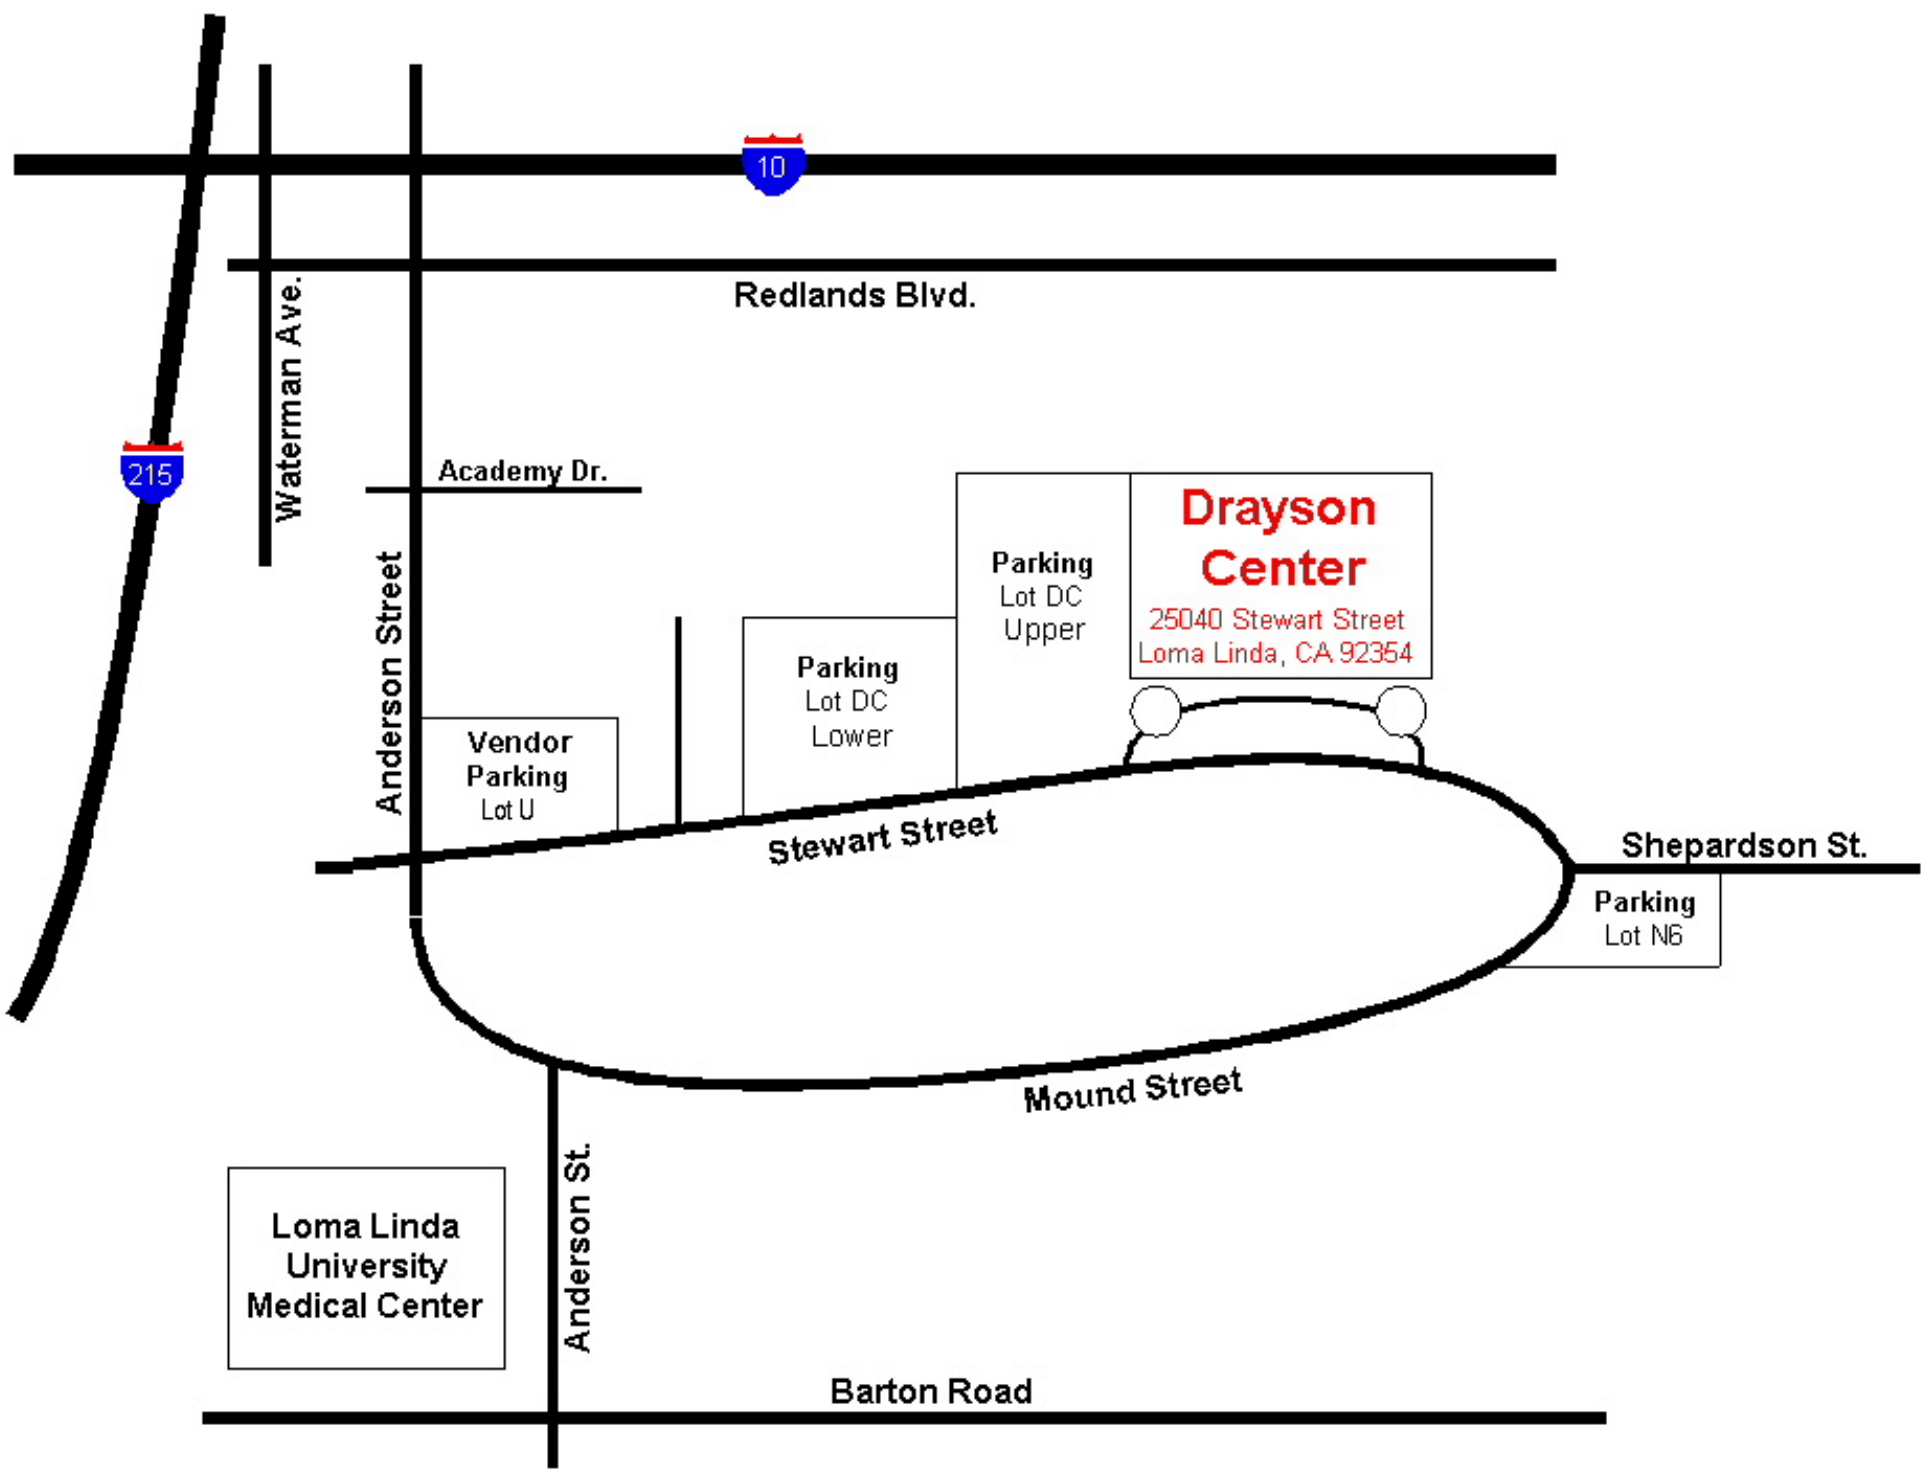 10
Redlands Blvd.
Waterman Ave.
215
Academy Dr.
Anderson Street
Drayson
Center
25040 Stewart Street
Loma Linda, CA 92354
Parking
Lot DC
Upper
Parking
Lot DC
Lower
Vendor
Parking
Lot U
Stewart Street
Shepardson St.
Parking
Lot N6
Mound Street
Anderson St.
Loma Linda
University
Medical Center
Barton Road